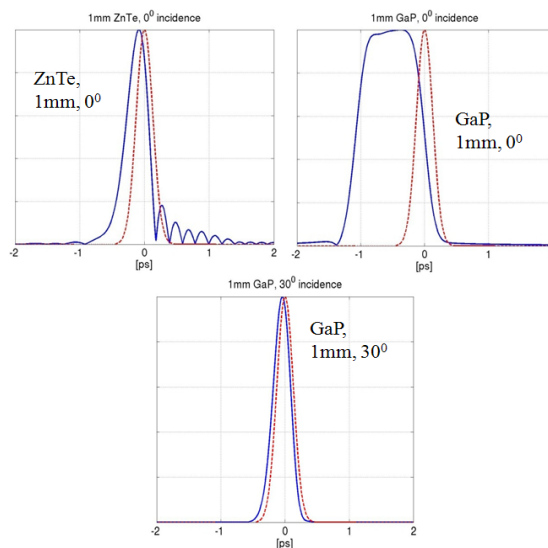 1mm ZnTe, 0⁰ incidence
ZnTe,
1mm, 0⁰
-2 -1 0 1 2
[ps]
1mm GaP, 0⁰ incidence
GaP,
1mm, 0⁰
-2 -1 0 1
[ps]
1mm GaP, 30⁰ incidence
GaP,
1mm, 30⁰
-2 -1 0 1 2
[ps]